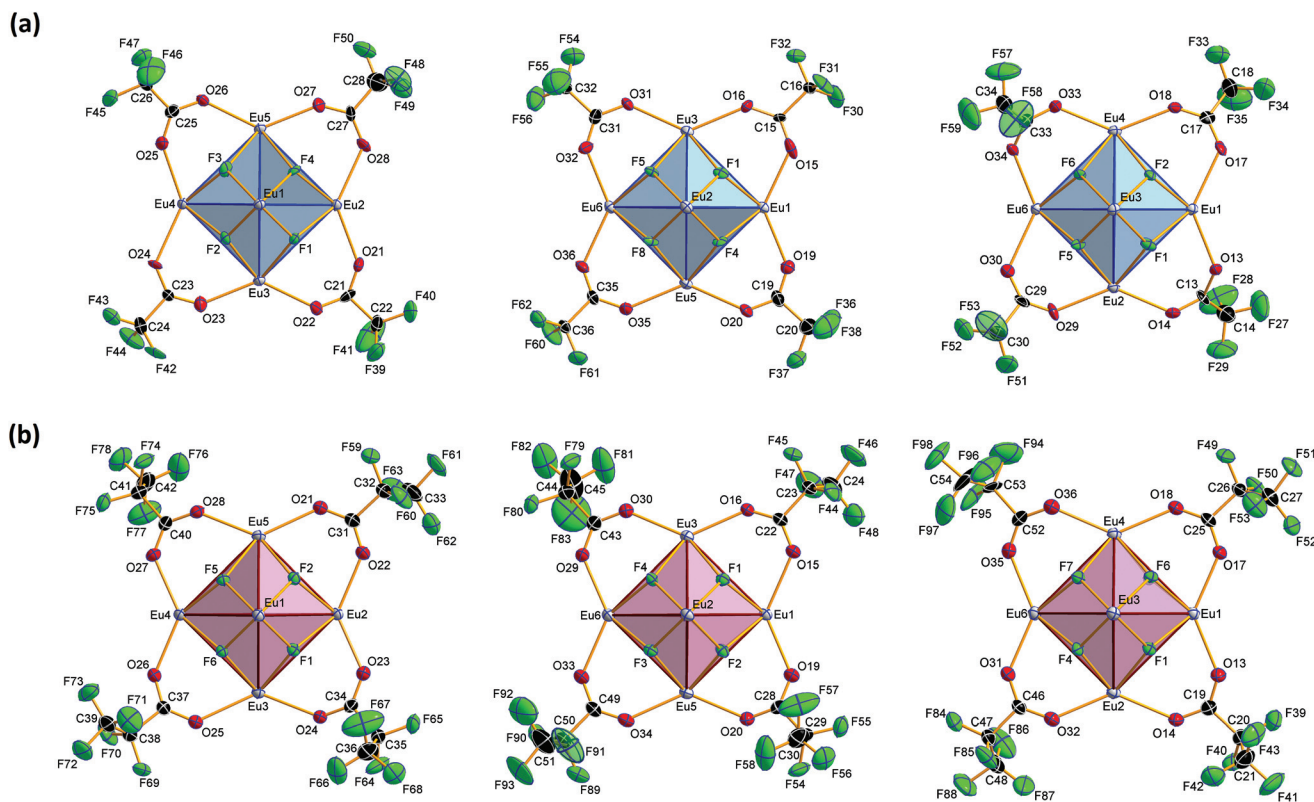 (a)
F47
F46
F45
C26
O26
C25
O25
F50
F48
C28
F49
O27
C27
O28
Eu5
F3
F4
Eu1
Eu4
Eu2
F2
F1
O24
O21
F43
C23
O23
C24
F44
F42
Eu3
C21
O22
C22
F40
F41
F39
F54
F55
C32
F56
O31
C31
O32
F32
F31
C16
F30
O16
C15
O15
Eu3
F5
F1
Eu2
Eu6
Eu1
F8
F4
O36
O19
F62
C35
O35
C36
F60
F61
Eu5
C19
O20
C20
F36
F38
F37
F57
C34
F58
F59
C33
O33
O34
F33
C18
F34
F35
O18
C17
O17
Eu4
F6
F2
Eu3
Eu6
Eu1
F5
F1
O30
O13
F53
C29
O29
F52
C30
F51
Eu2
C13
O14
F28
C14
F27
F29
(b)
F78
F74
F76
C41
C42
F75
F77
O28
C40
O27
F59
F61
F63
C32
C33
F60
F62
O21
C31
O22
Eu5
F5
F2
Eu1
Eu4
Eu2
F6
F1
O26
O23
F73
F71
C37
O25
C39
C38
F72
F70
F69
Eu3
C34
O24
F67
F65
C35
C36
F66
F64
F68
F82
F79
F81
C44
C45
F80
F83
O30
C43
O29
F45
F46
F47
C23
C24
F44
F48
O16
C22
O15
Eu3
F4
F1
Eu2
Eu6
Eu1
F3
F2
O33
O19
F92
C49
O34
C50
F90
F91
C51
F93
F89
Eu5
C28
O20
F57
C29
F55
C30
F58
F56
F54
F98
F94
F96
C54
C53
F95
F97
O36
C52
O35
F49
F51
C26
F50
C27
F53
F52
O18
C25
O17
Eu4
F7
F6
Eu3
Eu6
Eu1
F4
F1
O31
O13
F84
C46
O32
C47
F86
F85
C48
F88
F87
Eu2
C19
O14
C20
F39
F40
F43
F42
C21
F41